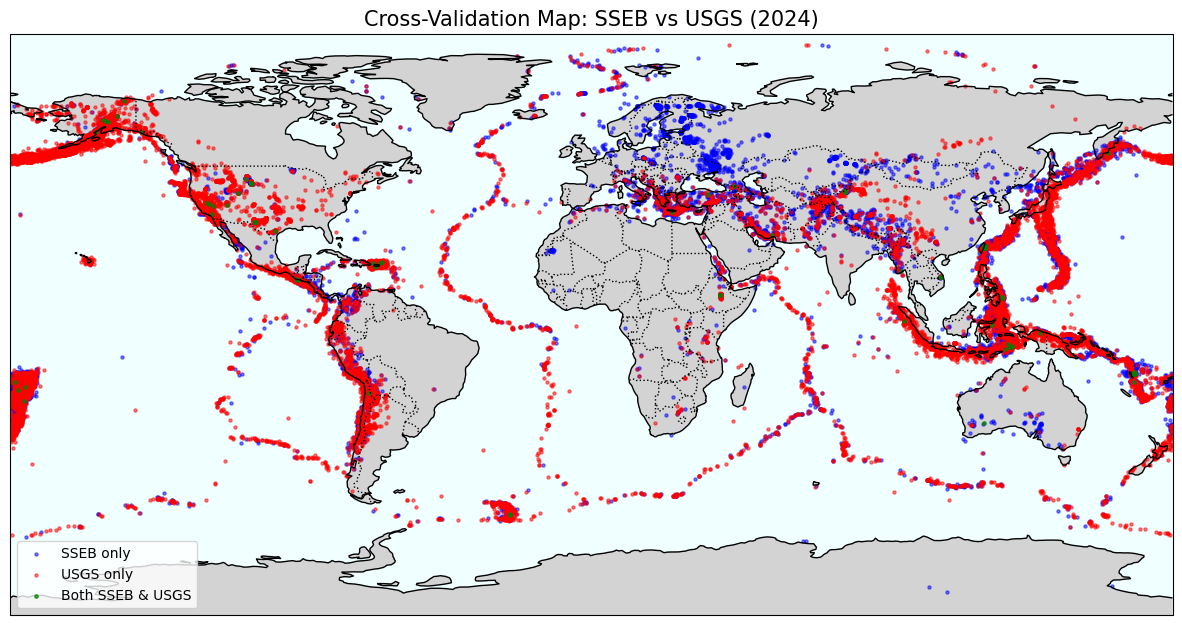 Cross-Validation Map: SSEB vs USGS (2024)
SSEB only
USGS only
Both SSEB & USGS